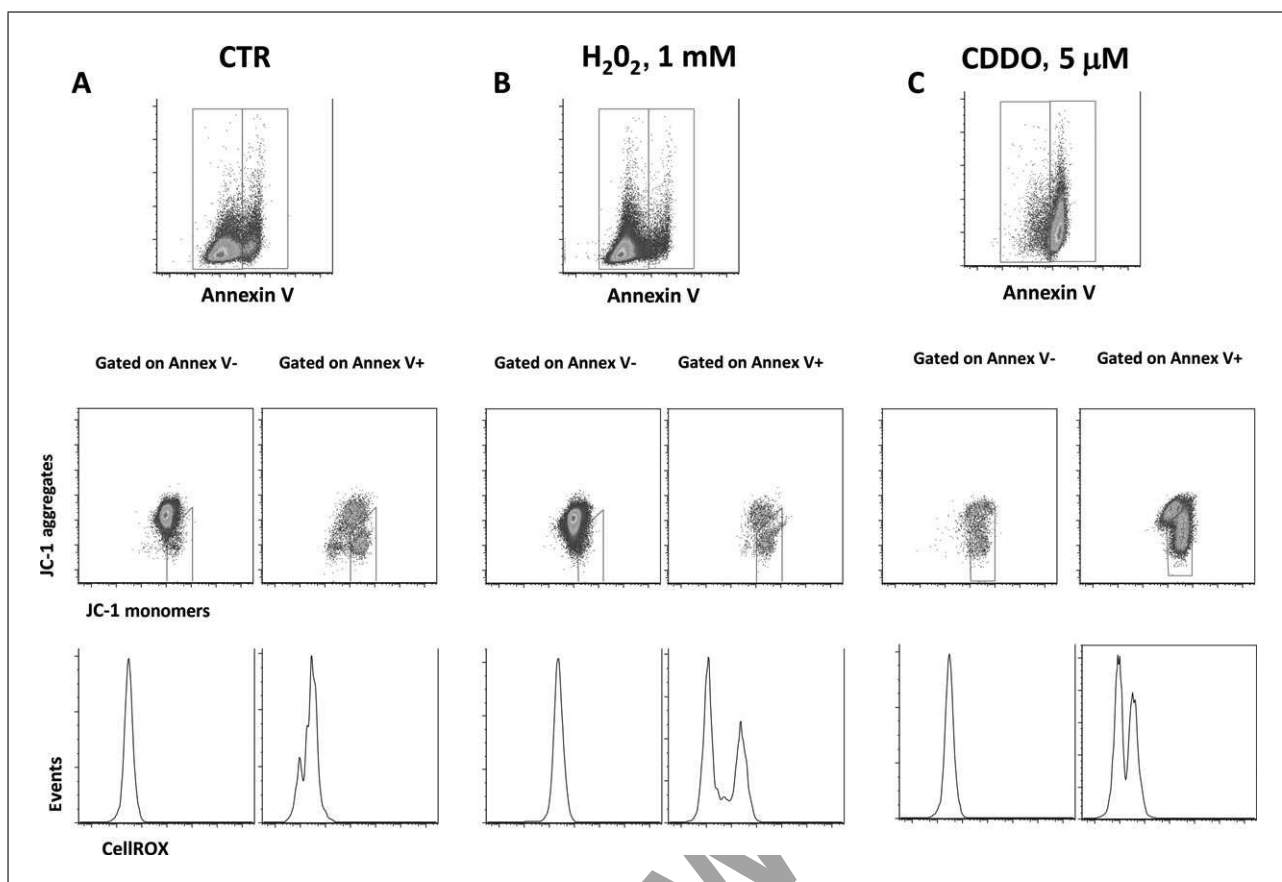 CTR
H₂0₂, 1 mM
CDDO, 5 μM
A
B
C
Annexin V
Annexin V
Annexin V
Gated on Annex V-
Gated on Annex V+
Gated on Annex V-
Gated on Annex V+
Gated on Annex V-
Gated on Annex V+
JC-1 aggregates
JC-1 monomers
Events
CellROX